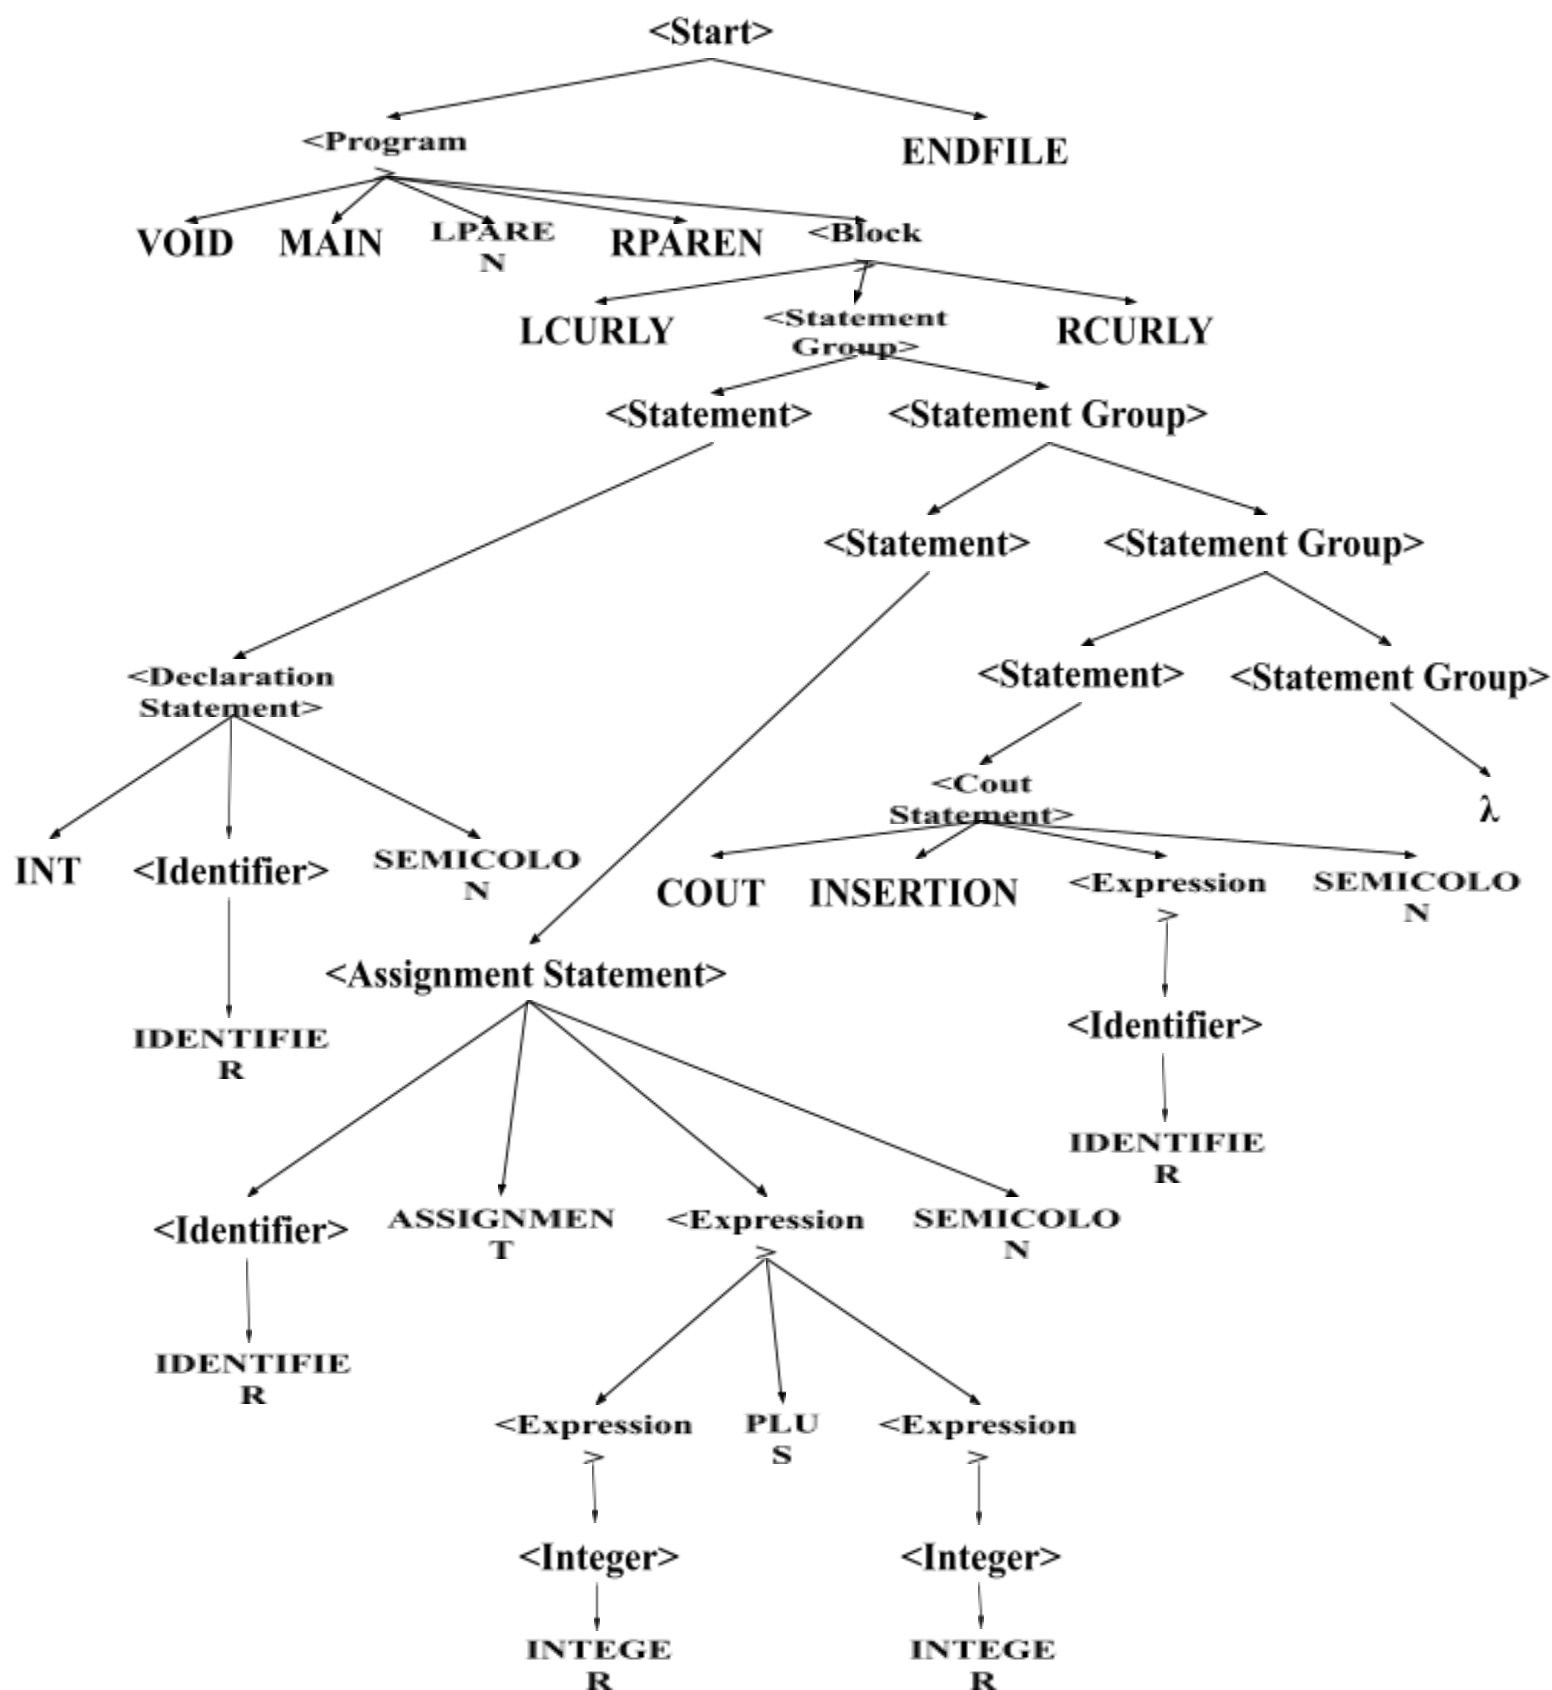 <Start>
<Program
>
ENDFILE
VOID
MAIN
LPARE
N
RPAREN
<Block
>
LCURLY
<Statement
Group>
RCURLY
<Statement>
<Statement Group>
<Statement>
<Statement Group>
<Declaration
Statement>
<Statement>
<Statement Group>
<Cout
Statement>
λ
INT
<Identifier>
SEMICOLO
N
COUT
INSERTION
<Expression
>
SEMICOLO
N
<Assignment Statement>
IDENTIFIE
R
<Identifier>
IDENTIFIE
R
<Identifier>
ASSIGNMEN
T
<Expression
>
SEMICOLO
N
IDENTIFIE
R
<Expression
>
PLU
S
<Expression
>
<Integer>
<Integer>
INTEGE
R
INTEGE
R